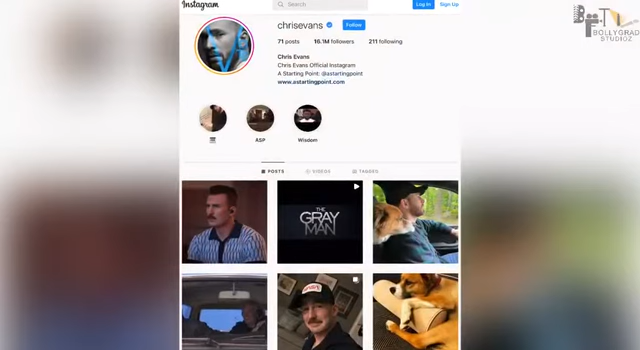 Instagram
Search
Log In
Sign Up
chrisevans
Follow
71 posts 16.1M followers 211 following
Chris Evans
Chris Evans Official Instagram
A Starting Point: @astartingpoint
www.astartingpoint.com
ASP
Wisdom
POSTS
VIDEOS
TAGGED
THE
GRAY
MAN
BOLLYGRAD
STUDIOZ